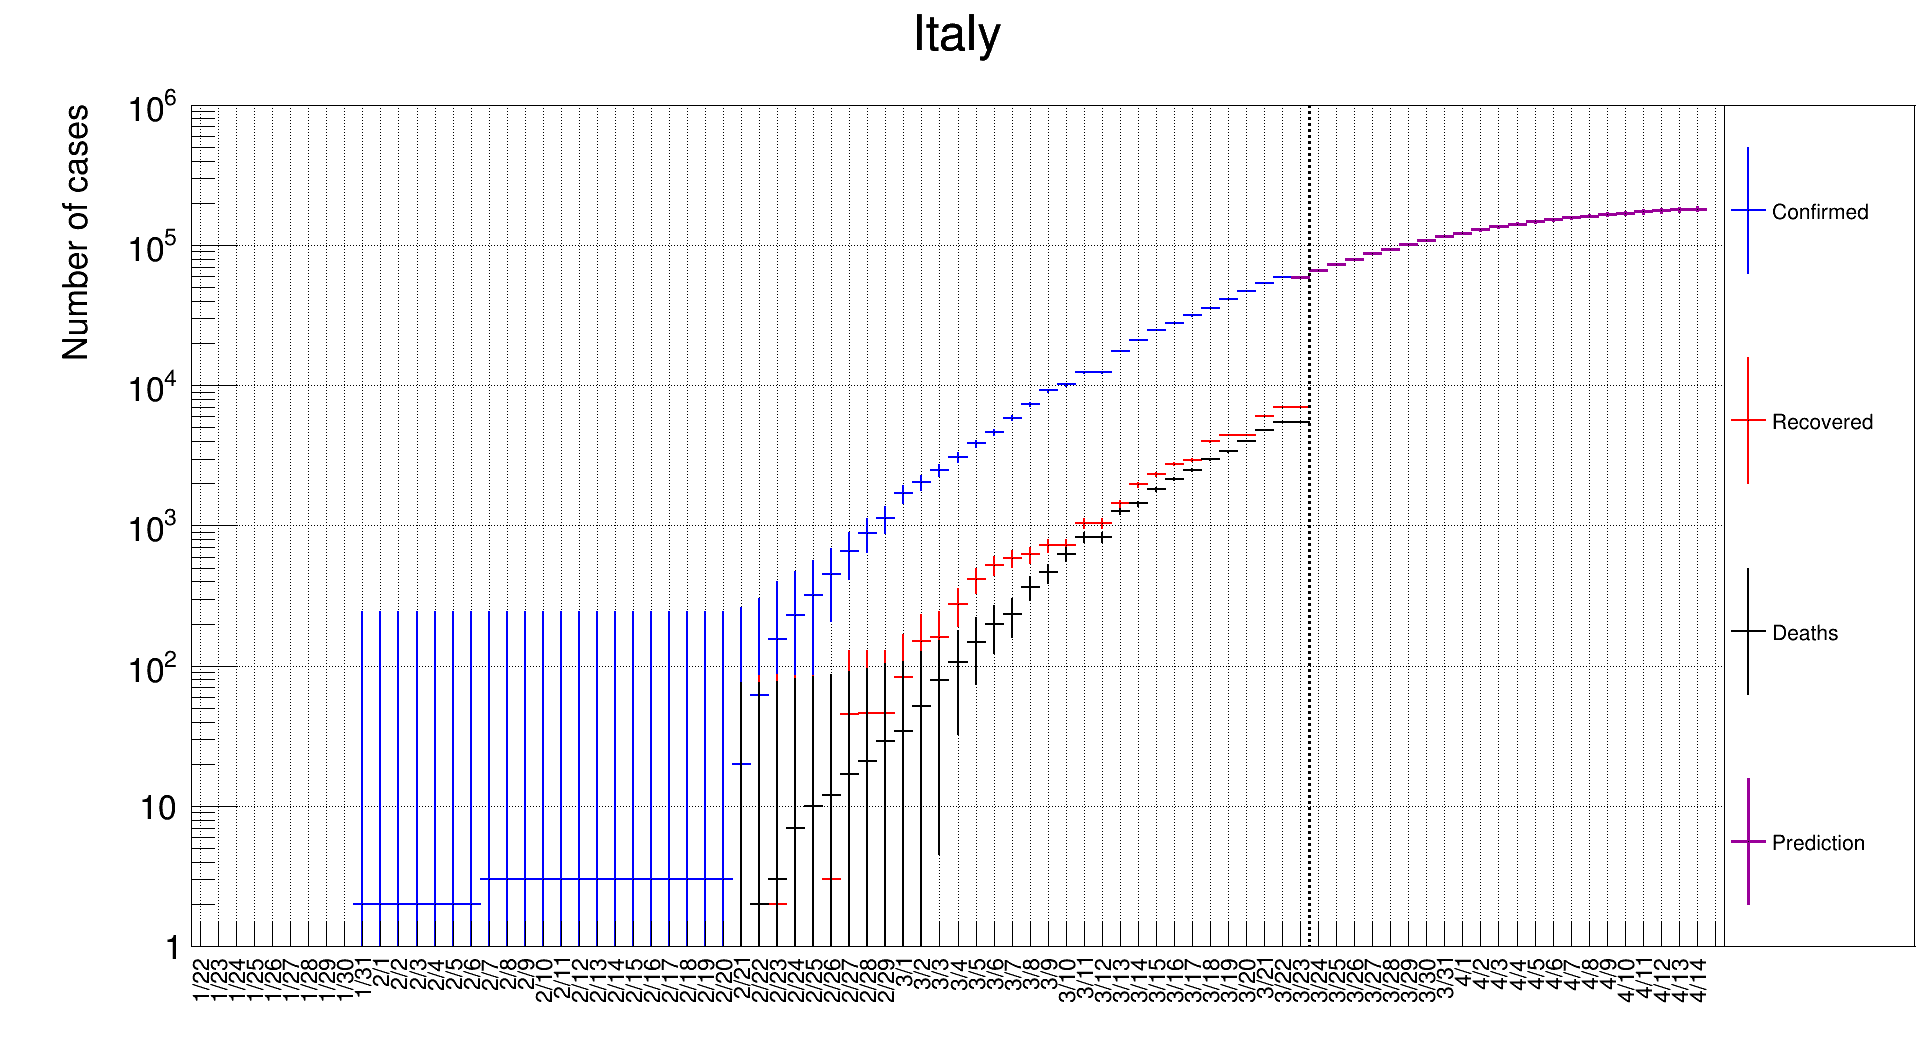 Italy
Number of cases
10^6
10^5
10^4
10^3
10^2
10
1
1/22 1/23 1/24 1/25 1/26 1/27 1/28 1/29 1/30 1/31 2/1 2/2 2/3 2/4 2/5 2/6 2/7 2/8 2/9 2/10 2/11 2/12 2/13 2/14 2/15 2/16 2/17 2/18 2/19 2/20 2/21 2/22 2/23 2/24 2/25 2/26 2/27 2/28 2/29 3/1 3/2 3/3 3/4 3/5 3/6 3/7 3/8 3/9 3/10 3/11 3/12 3/13 3/14 3/15 3/16 3/17 3/18 3/19 3/20 3/21 3/22 3/23 3/24 3/25 3/26 3/27 3/28 3/29 3/30 3/31 4/1 4/2 4/3 4/4 4/5 4/6 4/7 4/8 4/9 4/10 4/11 4/12 4/13 4/14
Confirmed
Recovered
Deaths
Prediction